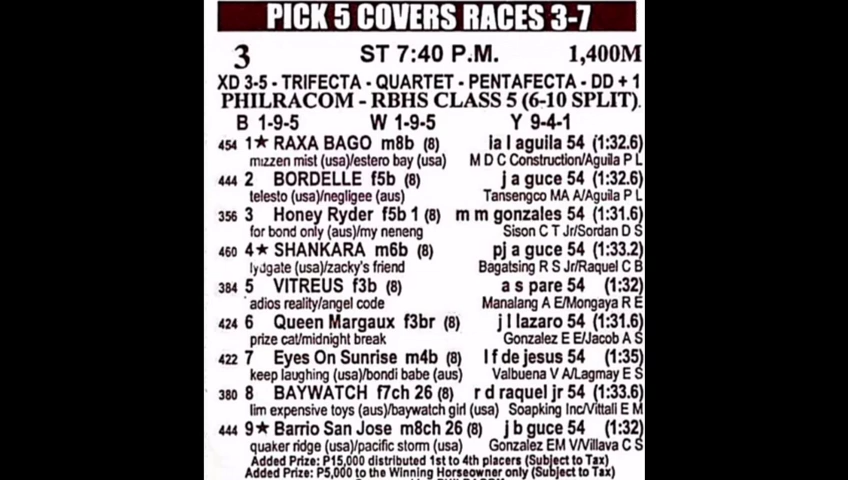 PICK 5 COVERS RACES 3-7
3 ST 7:40 P.M. 1,400M
XD 3-5 - TRIFECTA - QUARTET - PENTAFECTA - DD + 1
PHILRACOM - RBHS CLASS 5 (6-10 SPLIT).
B 1-9-5 W 1-9-5 Y 9-4-1
454 1★ RAXA BAGO m8b (8) ia l aguila 54 (1:32.6)
mizzen mist (usa)/estero bay (usa) M D C Construction/Aguila P L
444 2 BORDELLE f5b (8) j a guce 54 (1:32.6)
telesto (usa)/negligee (aus) Tansengco MA A/Aguila P L
356 3 Honey Ryder f5b 1 (8) m m gonzales 54 (1:31.6)
for bond only (aus)/my neneng Sison C T Jr/Sordan D S
460 4★ SHANKARA m6b (8) pj a guce 54 (1:33.2)
lydgate (usa)/zacky's friend Bagatsing R S Jr/Raquel C B
384 5 VITREUS f3b (8) a s pare 54 (1:32)
adios reality/angel code Manalang A E/Mongaya R E
424 6 Queen Margaux f3br (8) j l lazaro 54 (1:31.6)
prize cat/midnight break Gonzalez E E/Jacob A S
422 7 Eyes On Sunrise m4b (8) l f de jesus 54 (1:35)
keep laughing (usa)/bondi babe (aus) Valbuena V A/Lagmay E S
380 8 BAYWATCH f7ch 26 (8) r d raquel jr 54 (1:33.6)
lim expensive toys (aus)/baywatch girl (usa) Soapking Inc/Vittali E M
444 9★ Barrio San Jose m8ch 26 (8) j b guce 54 (1:32)
quaker ridge (usa)/pacific storm (usa) Gonzalez EM V/Villava C S
Added Prize: P15,000 distributed 1st to 4th placers (Subject to Tax)
Added Prize: P5,000 to the Winning Horseowner only (Subject to Tax)